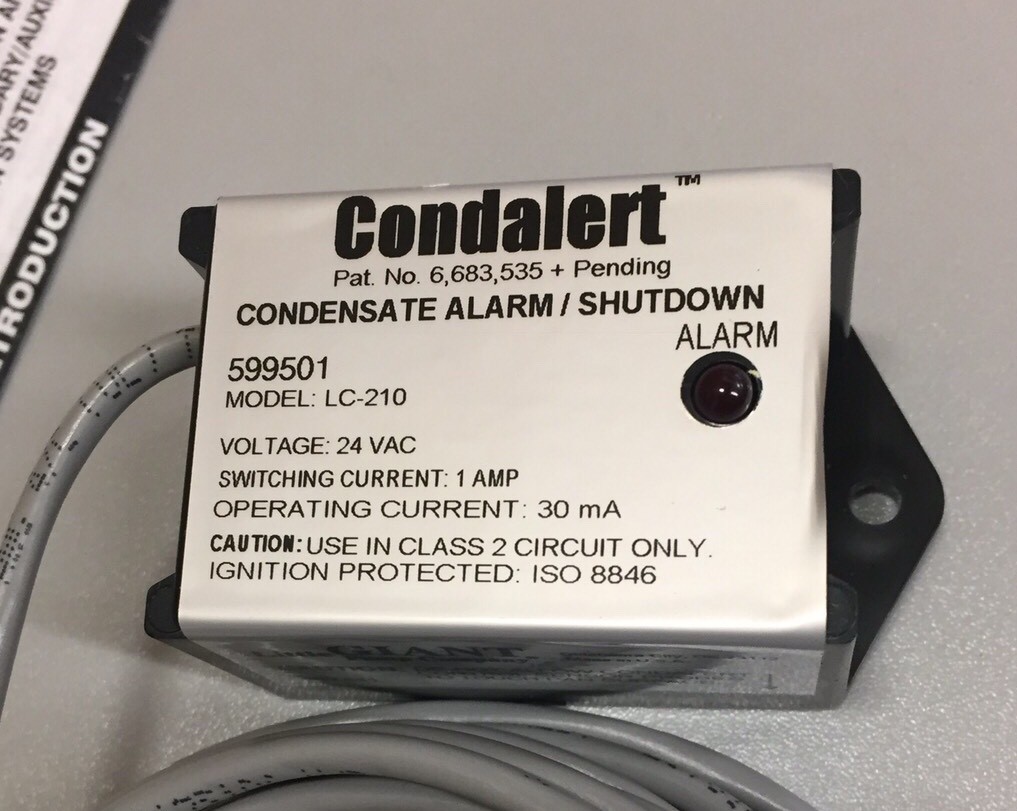 SYSTEMS
TRODUCTION
Condalert™
Pat. No. 6,683,535 + Pending
CONDENSATE ALARM / SHUTDOWN
ALARM
599501
MODEL: LC-210
VOLTAGE: 24 VAC
SWITCHING CURRENT: 1 AMP
OPERATING CURRENT: 30 mA
CAUTION: USE IN CLASS 2 CIRCUIT ONLY.
IGNITION PROTECTED: ISO 8846
GIANT